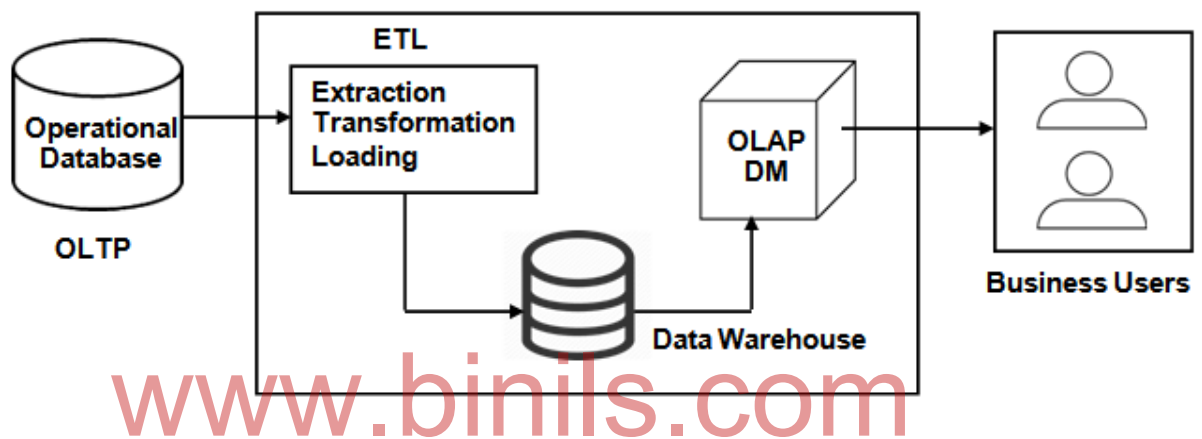 ETL
Extraction
Transformation
Loading
Operational
Database
OLTP
OLAP
DM
Business Users
Data Warehouse
www.binils.com